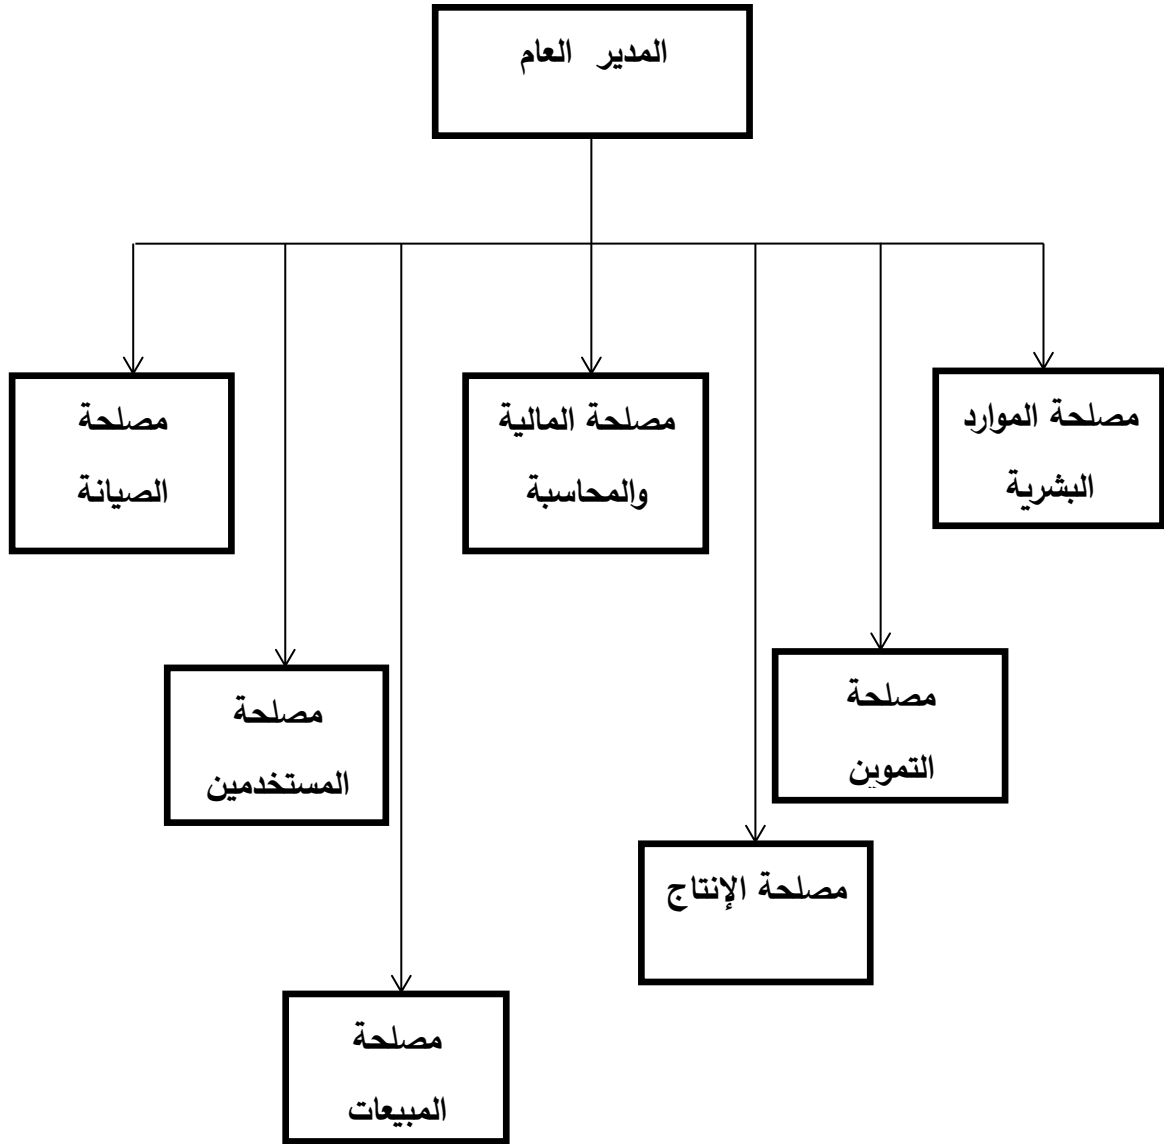 المدير العام
مصلحة الموارد
البشرية
مصلحة المالية
والمحاسبة
مصلحة
الصيانة
مصلحة
التموين
مصلحة
المستخدمين
مصلحة الإنتاج
مصلحة
المبيعات